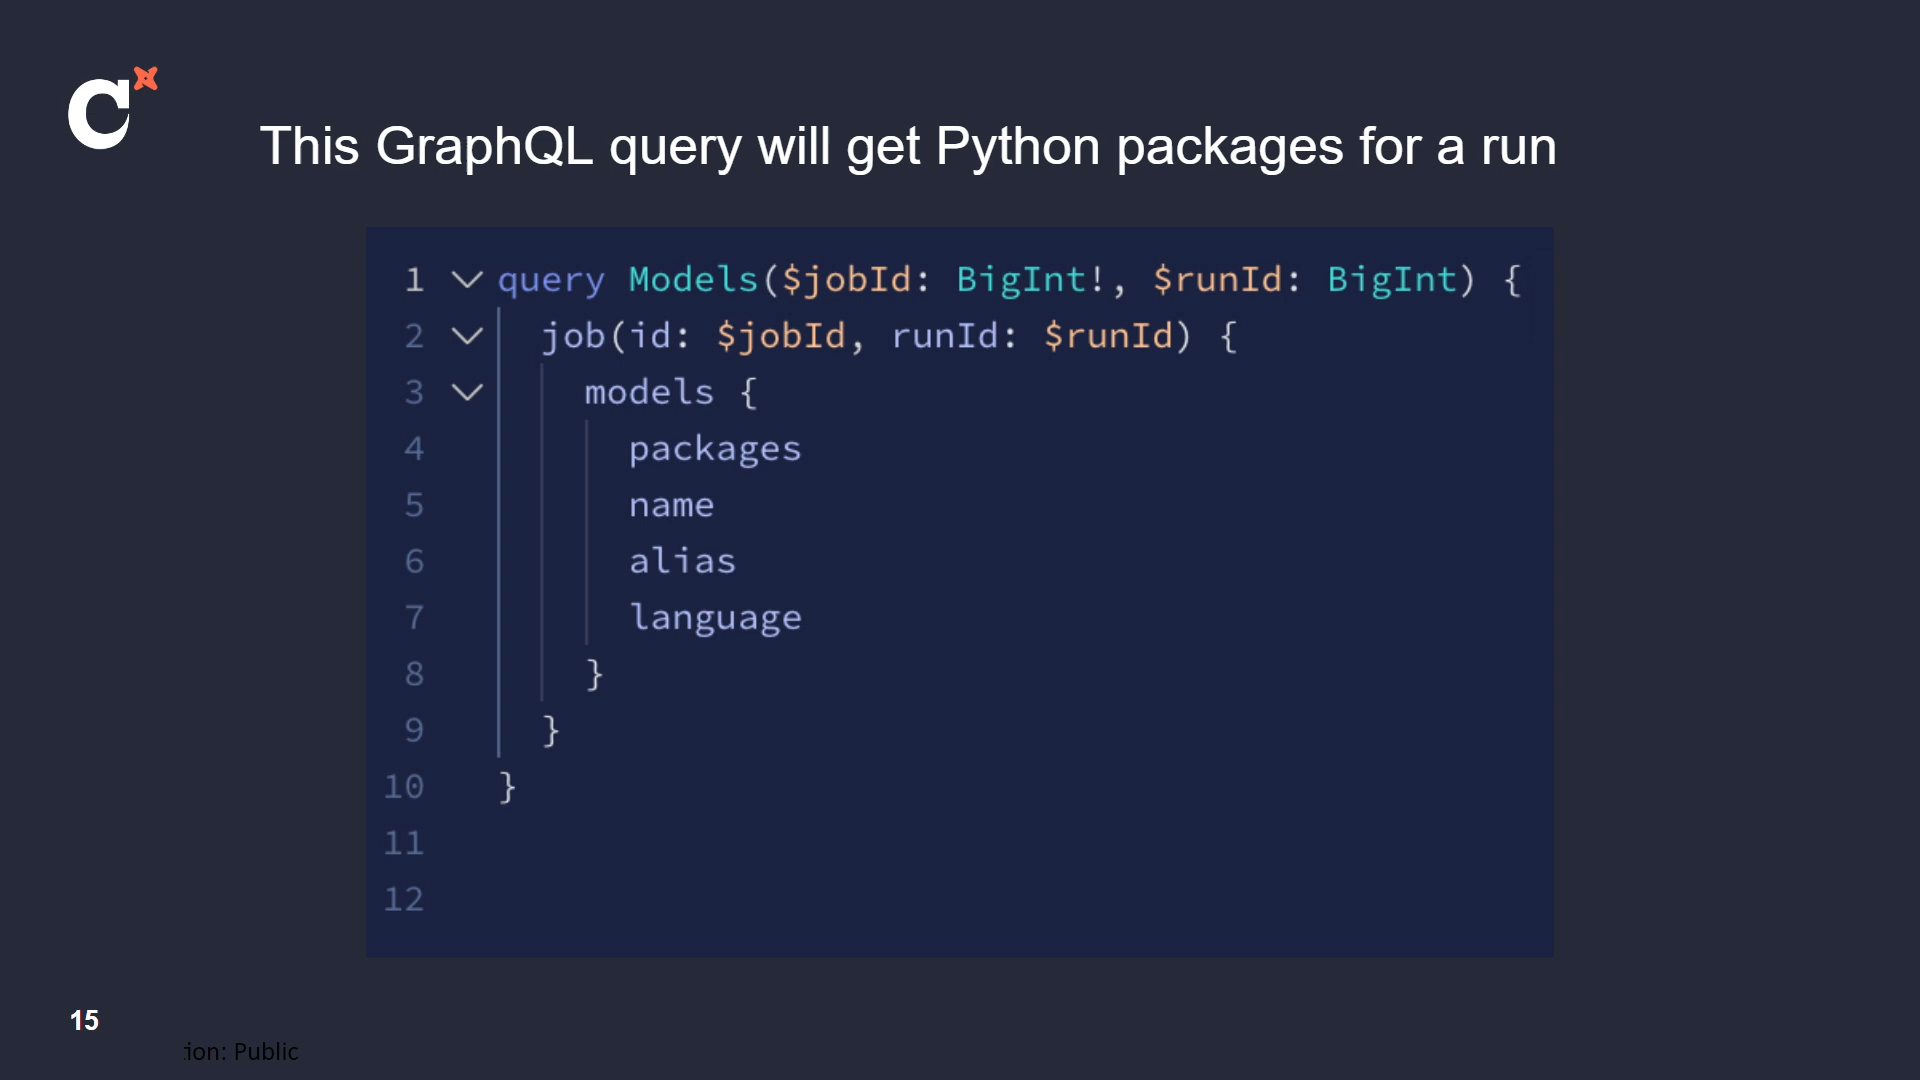 This GraphQL query will get Python packages for a run
1 query Models($jobId: BigInt!, $runId: BigInt) {
2 job(id: $jobId, runId: $runId) {
3 models {
4 packages
5 name
6 alias
7 language
8 }
9 }
10 }
11
12
15
ion: Public